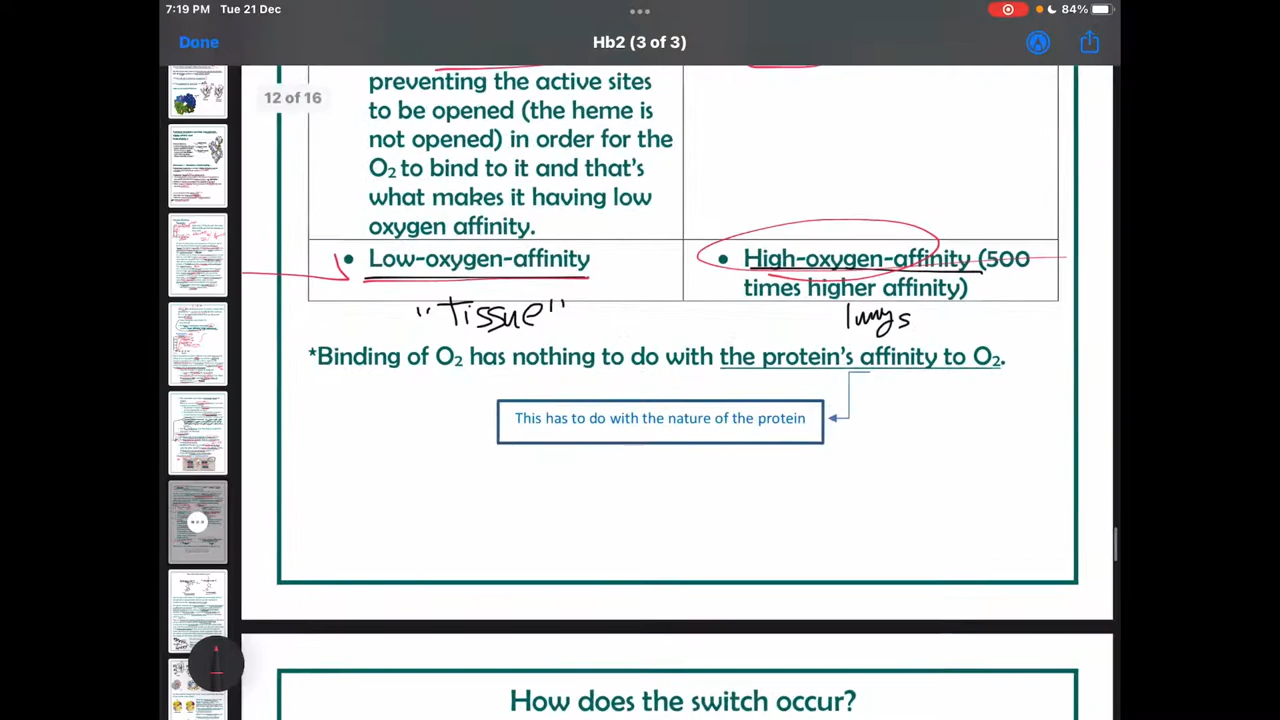 7:19 PM Tue 21 Dec
84%
Done
Hb2 (3 of 3)
12 of 16
preventing the active sites
to be opened (the heme is
not opened) in order for the
O₂ to bind to it and that's
what makes it having low
oxygen affinity.
• Low-oxygen-affinity
• High-oxygen-affinity (500
times higher affinity)
"Tissue"
lungs
*Binding of O₂ has nothing to do with the protein's affinity to O₂.
This has to do with the nature of the protein
How does the switch occur?